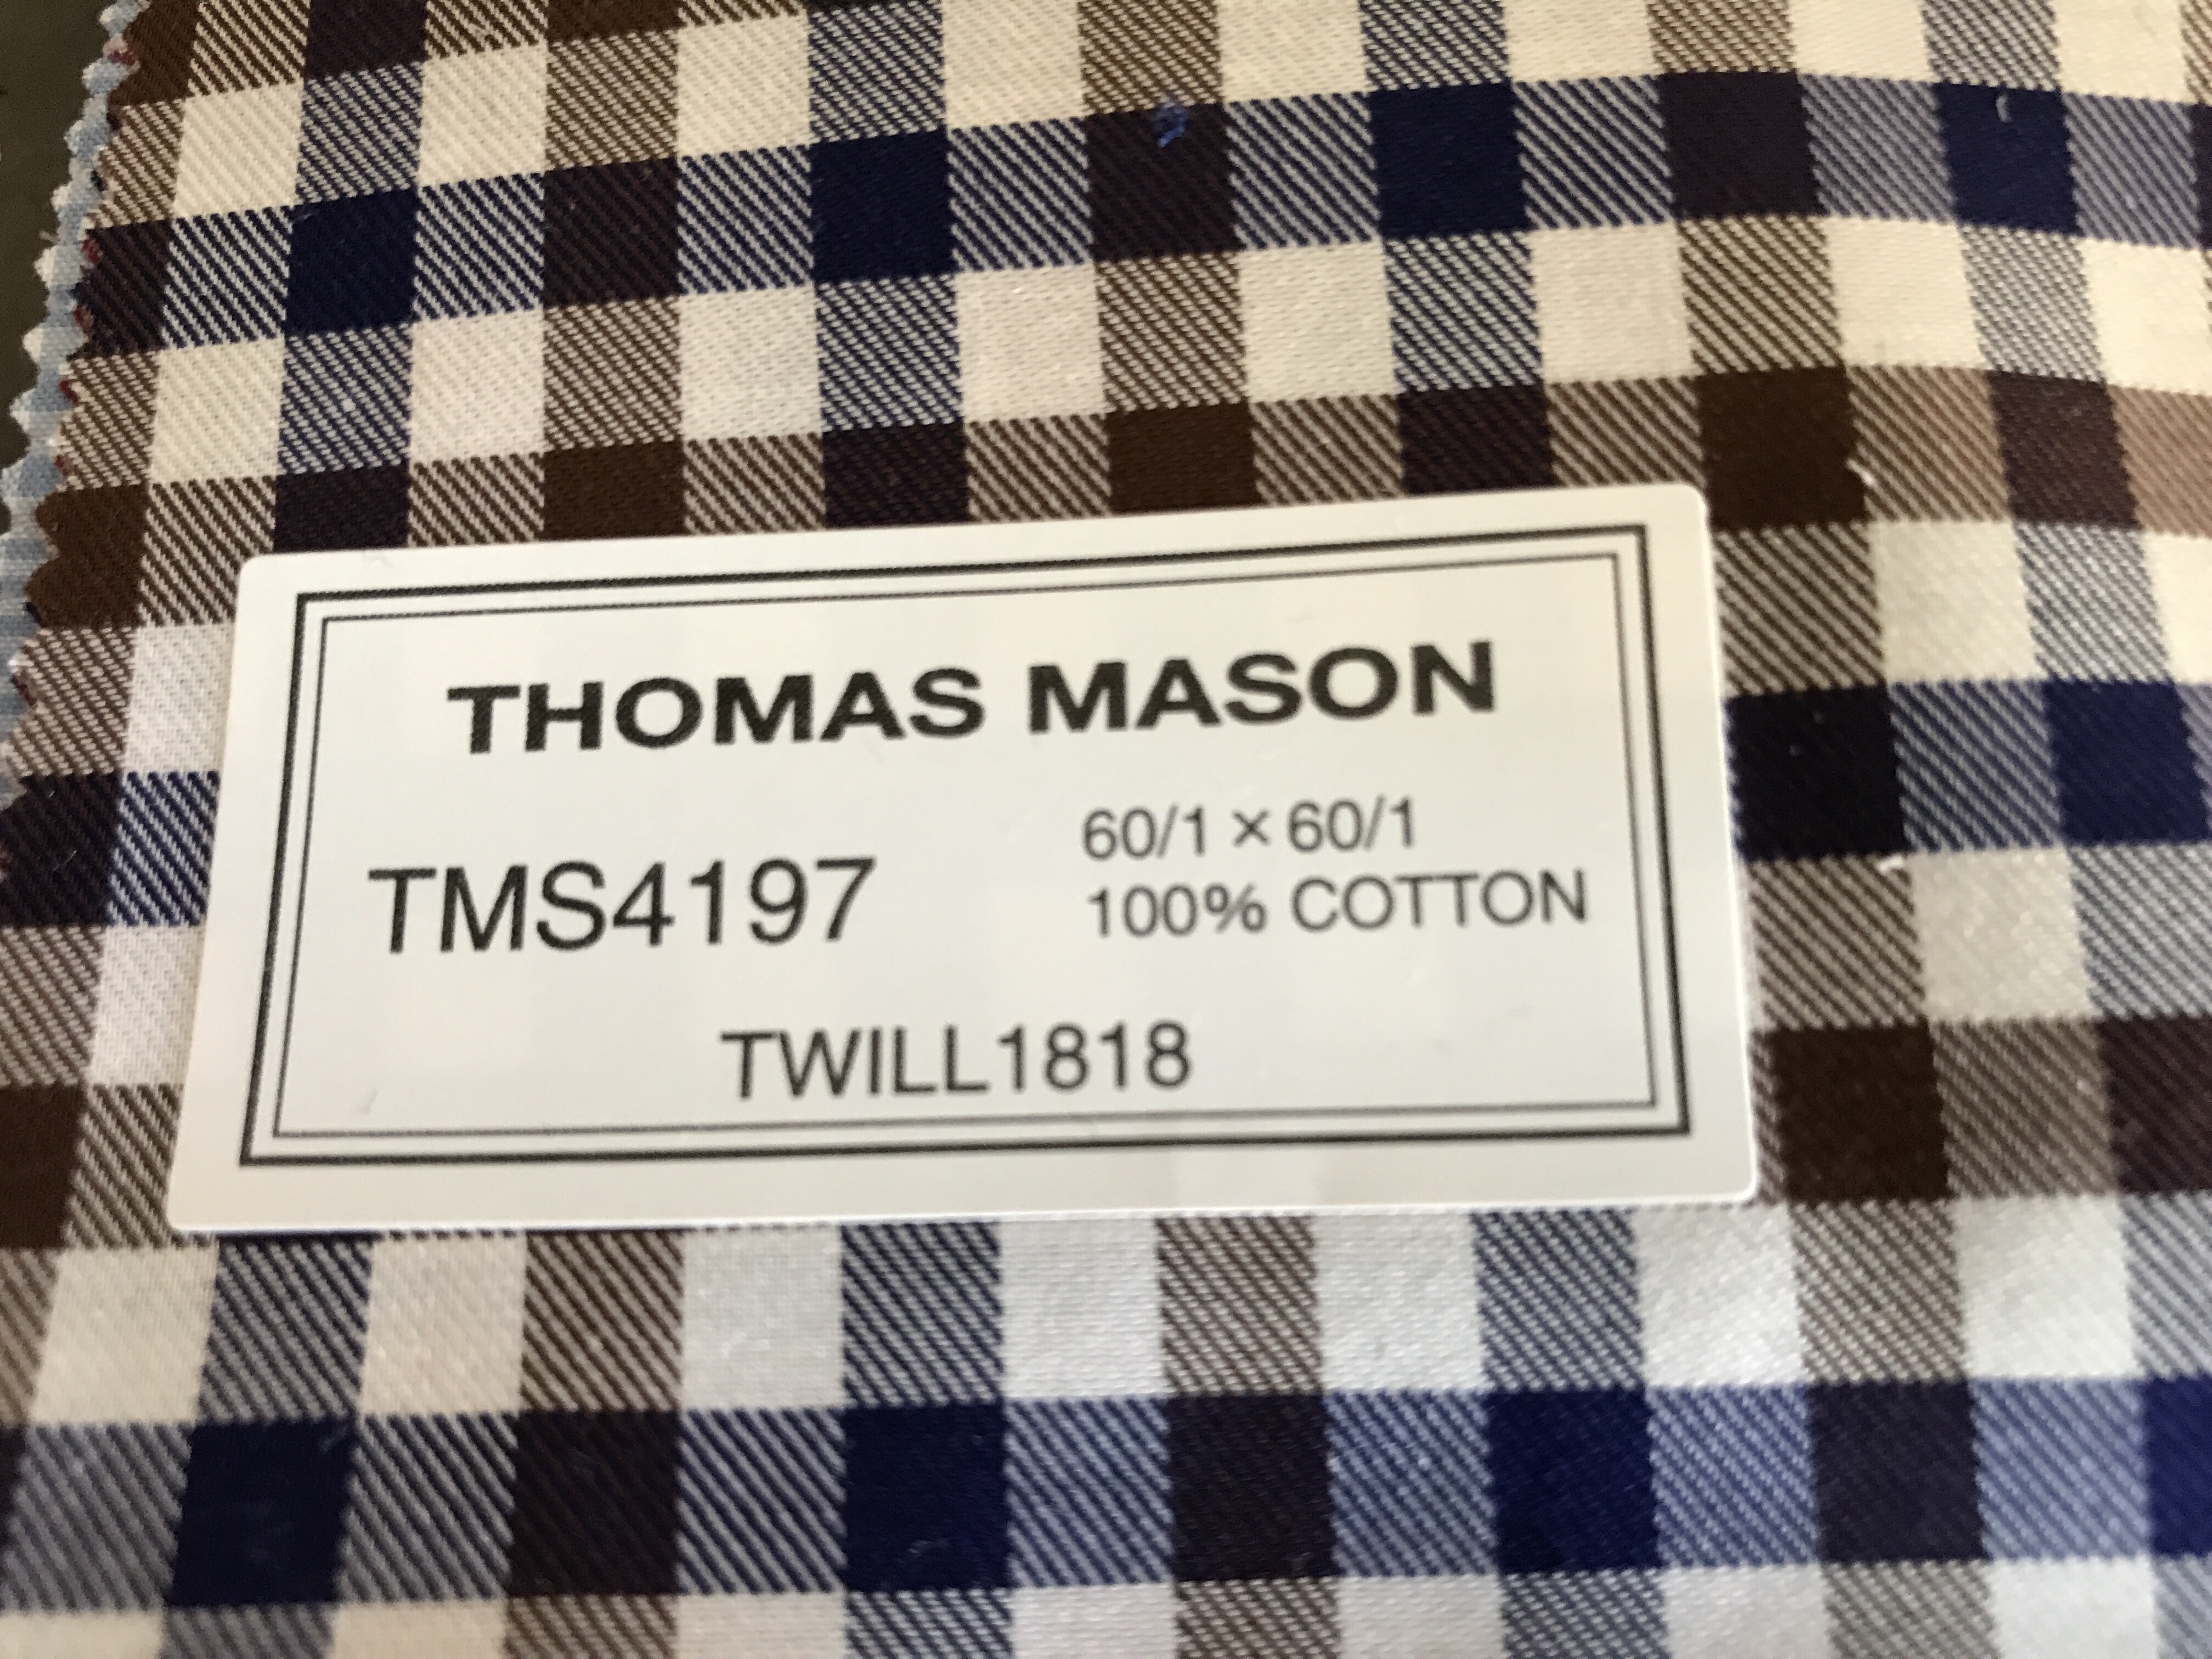 THOMAS MASON
TMS4197
60/1 × 60/1
100% COTTON
TWILL1818